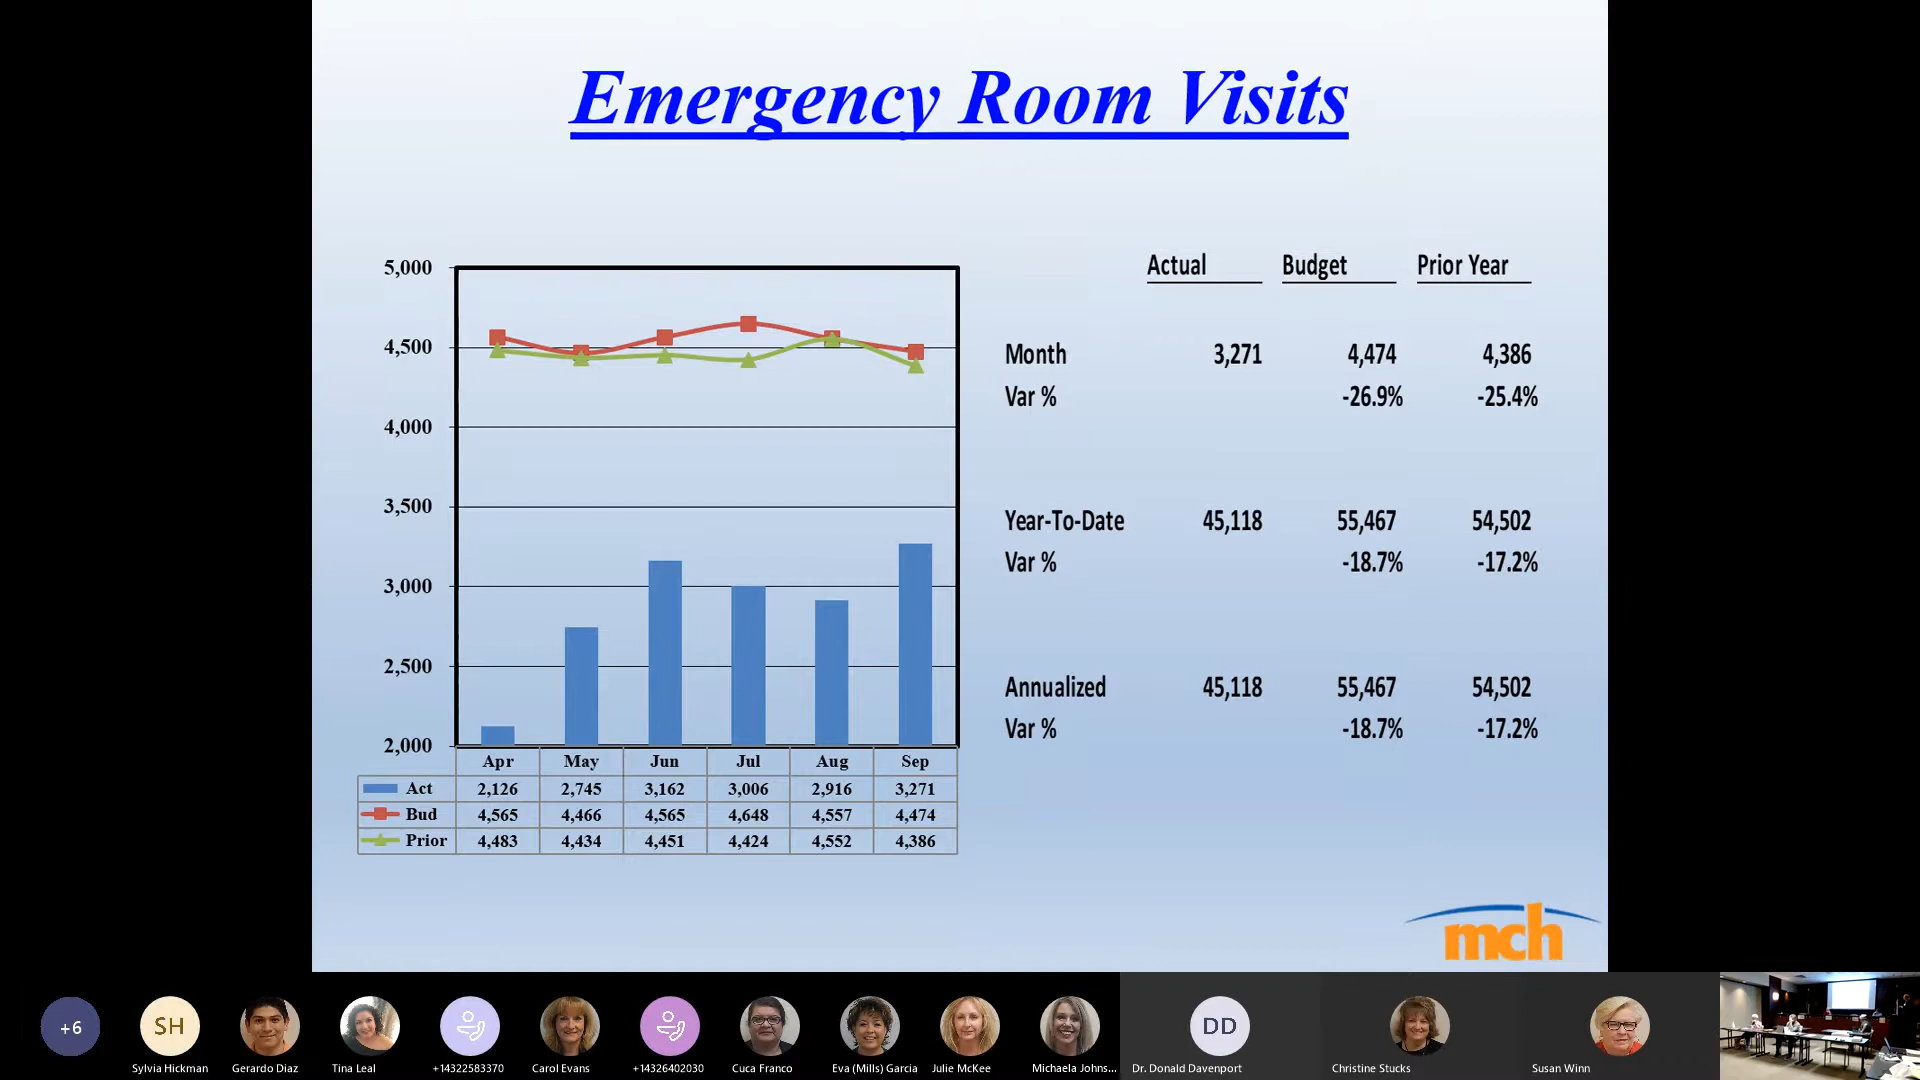 Emergency Room Visits
5,000
4,500
4,000
3,500
3,000
2,500
2,000
Apr May Jun Jul Aug Sep
Act 2,126 2,745 3,162 3,006 2,916 3,271
Bud 4,565 4,466 4,565 4,648 4,557 4,474
Prior 4,483 4,434 4,451 4,424 4,552 4,386
Actual Budget Prior Year
Month 3,271 4,474 4,386
Var % -26.9% -25.4%
Year-To-Date 45,118 55,467 54,502
Var % -18.7% -17.2%
Annualized 45,118 55,467 54,502
Var % -18.7% -17.2%
mch
+6 SH DD
Sylvia Hickman Gerardo Diaz Tina Leal +14322583370 Carol Evans +14326402030 Cuca Franco Eva (Mills) Garcia Julie McKee Michaela Johns... Dr. Donald Davenport Christine Stucks Susan Winn